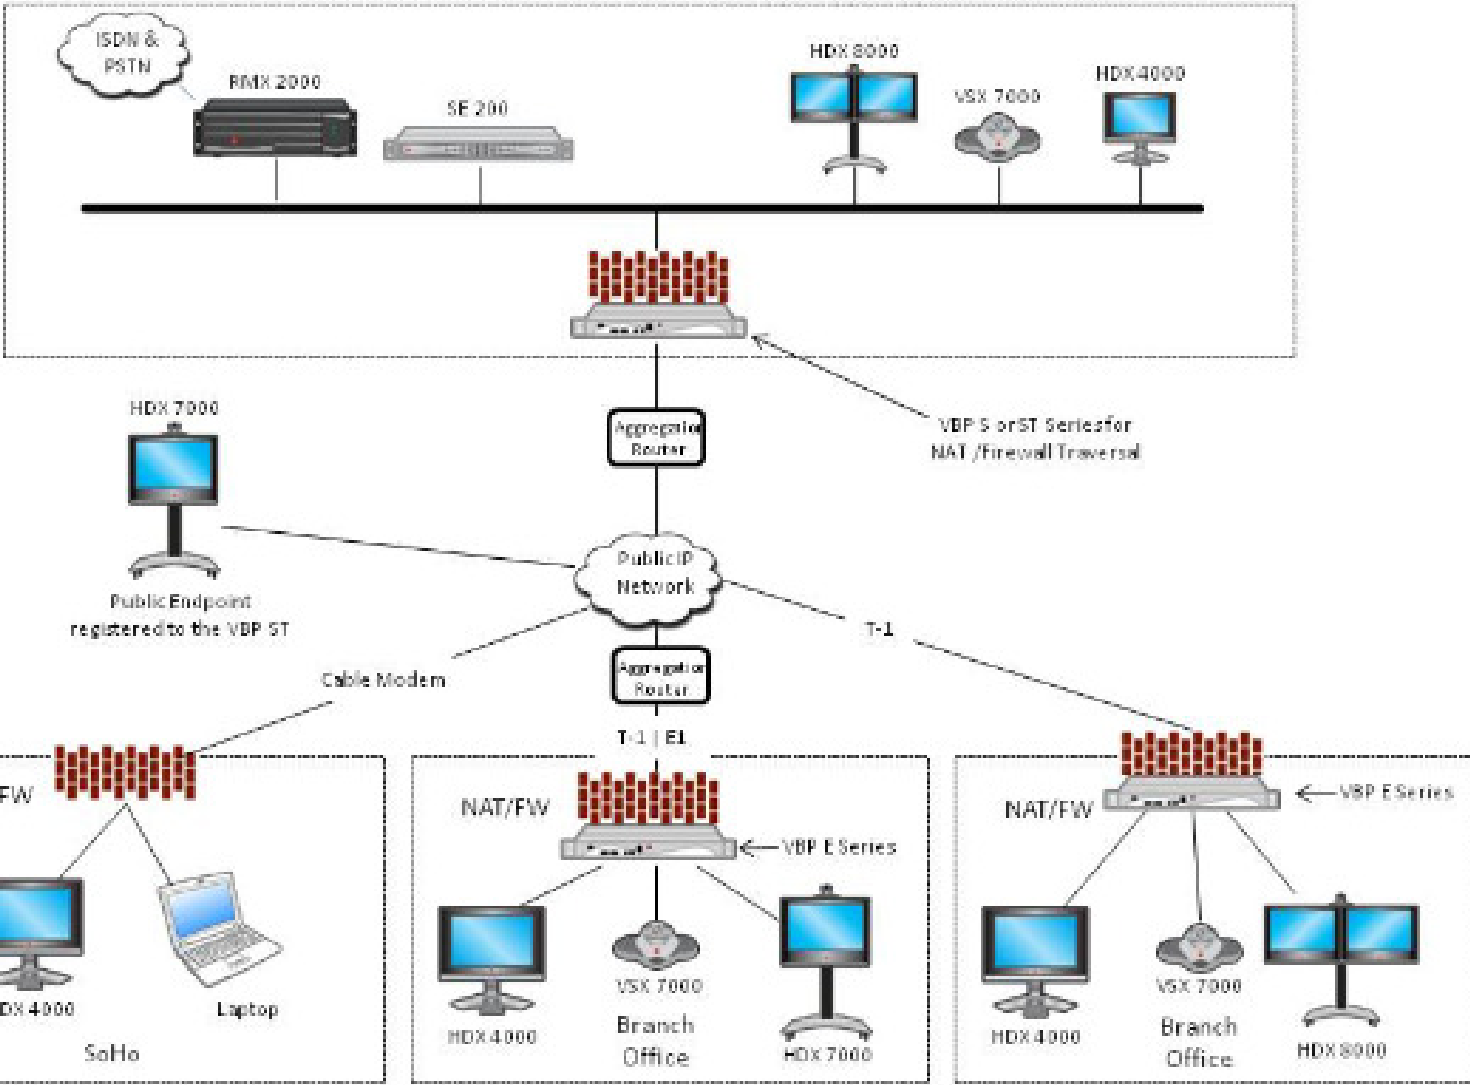 ISDN &
PSTN
RMX 2000
SE 200
HDX 8000
VSX 7000
HDX 4000
VBP S or ST Series for
NAT /Firewall Traversal
Aggregation
Router
HDX 7000
Public Endpoint
registered to the VBP ST
Public IP
Network
T-1
Cable Modem
Aggregation
Router
T-1 | E1
FW
DX 4000
Laptop
SoHo
NAT/FW
VBP E Series
HDX 4000
VSX 7000
HDX 7000
Branch
Office
NAT/FW
VBP E Series
HDX 4000
VSX 7000
HDX 8000
Branch
Office